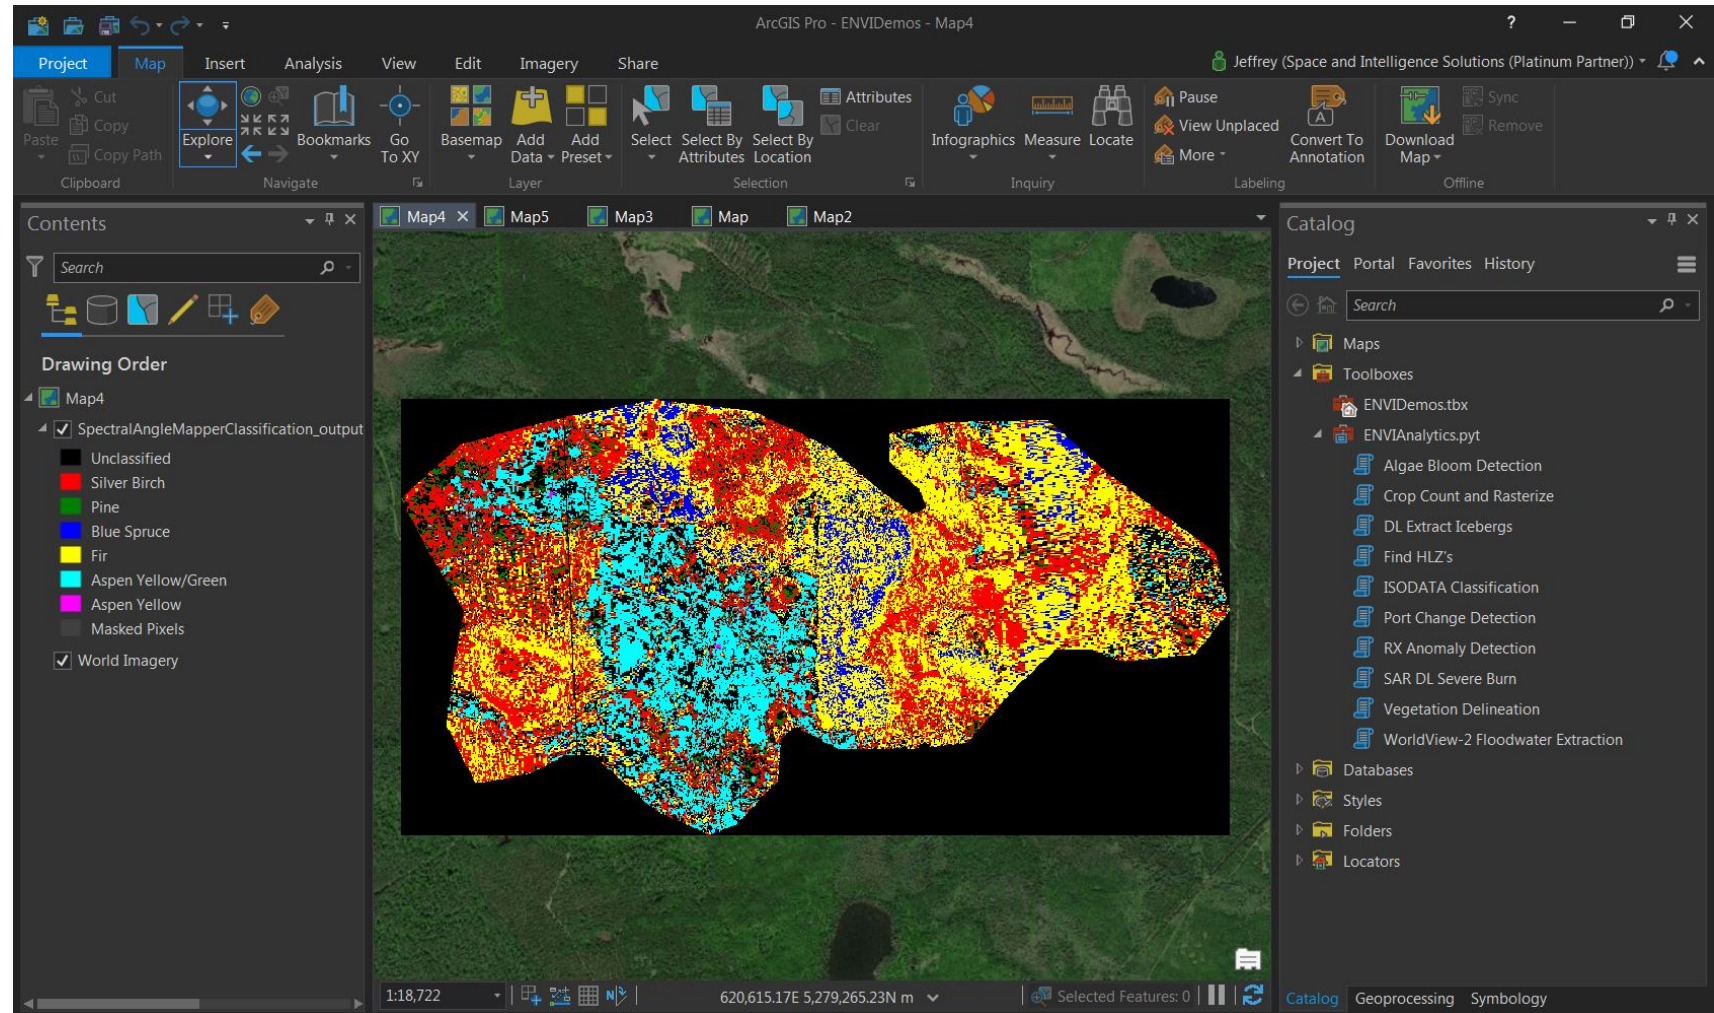 ArcGIS Pro - ENVIDemos - Map4
?
Project Map Insert Analysis View Edit Imagery Share
Jeffrey (Space and Intelligence Solutions (Platinum Partner))
Paste
Cut
Copy
Copy Path
Clipboard
Explore
Bookmarks
Go To XY
Navigate
Basemap
Add Data
Add Preset
Layer
Select
Select By Attributes
Select By Location
Attributes
Clear
Selection
Infographics
Measure
Locate
Inquiry
Pause
View Unplaced
More
Convert To Annotation
Labeling
Download Map
Sync
Remove
Offline
Contents
Search
Drawing Order
Map4
SpectralAngleMapperClassification_output
Unclassified
Silver Birch
Pine
Blue Spruce
Fir
Aspen Yellow/Green
Aspen Yellow
Masked Pixels
World Imagery
Map4 Map5 Map3 Map Map2
1:18,722
620,615.17E 5,279,265.23N m
Selected Features: 0
Catalog
Project Portal Favorites History
Search
Maps
Toolboxes
ENVIDemos.tbx
ENVIAnalytics.pyt
Algae Bloom Detection
Crop Count and Rasterize
DL Extract Icebergs
Find HLZ's
ISODATA Classification
Port Change Detection
RX Anomaly Detection
SAR DL Severe Burn
Vegetation Delineation
WorldView-2 Floodwater Extraction
Databases
Styles
Folders
Locators
Catalog Geoprocessing Symbology